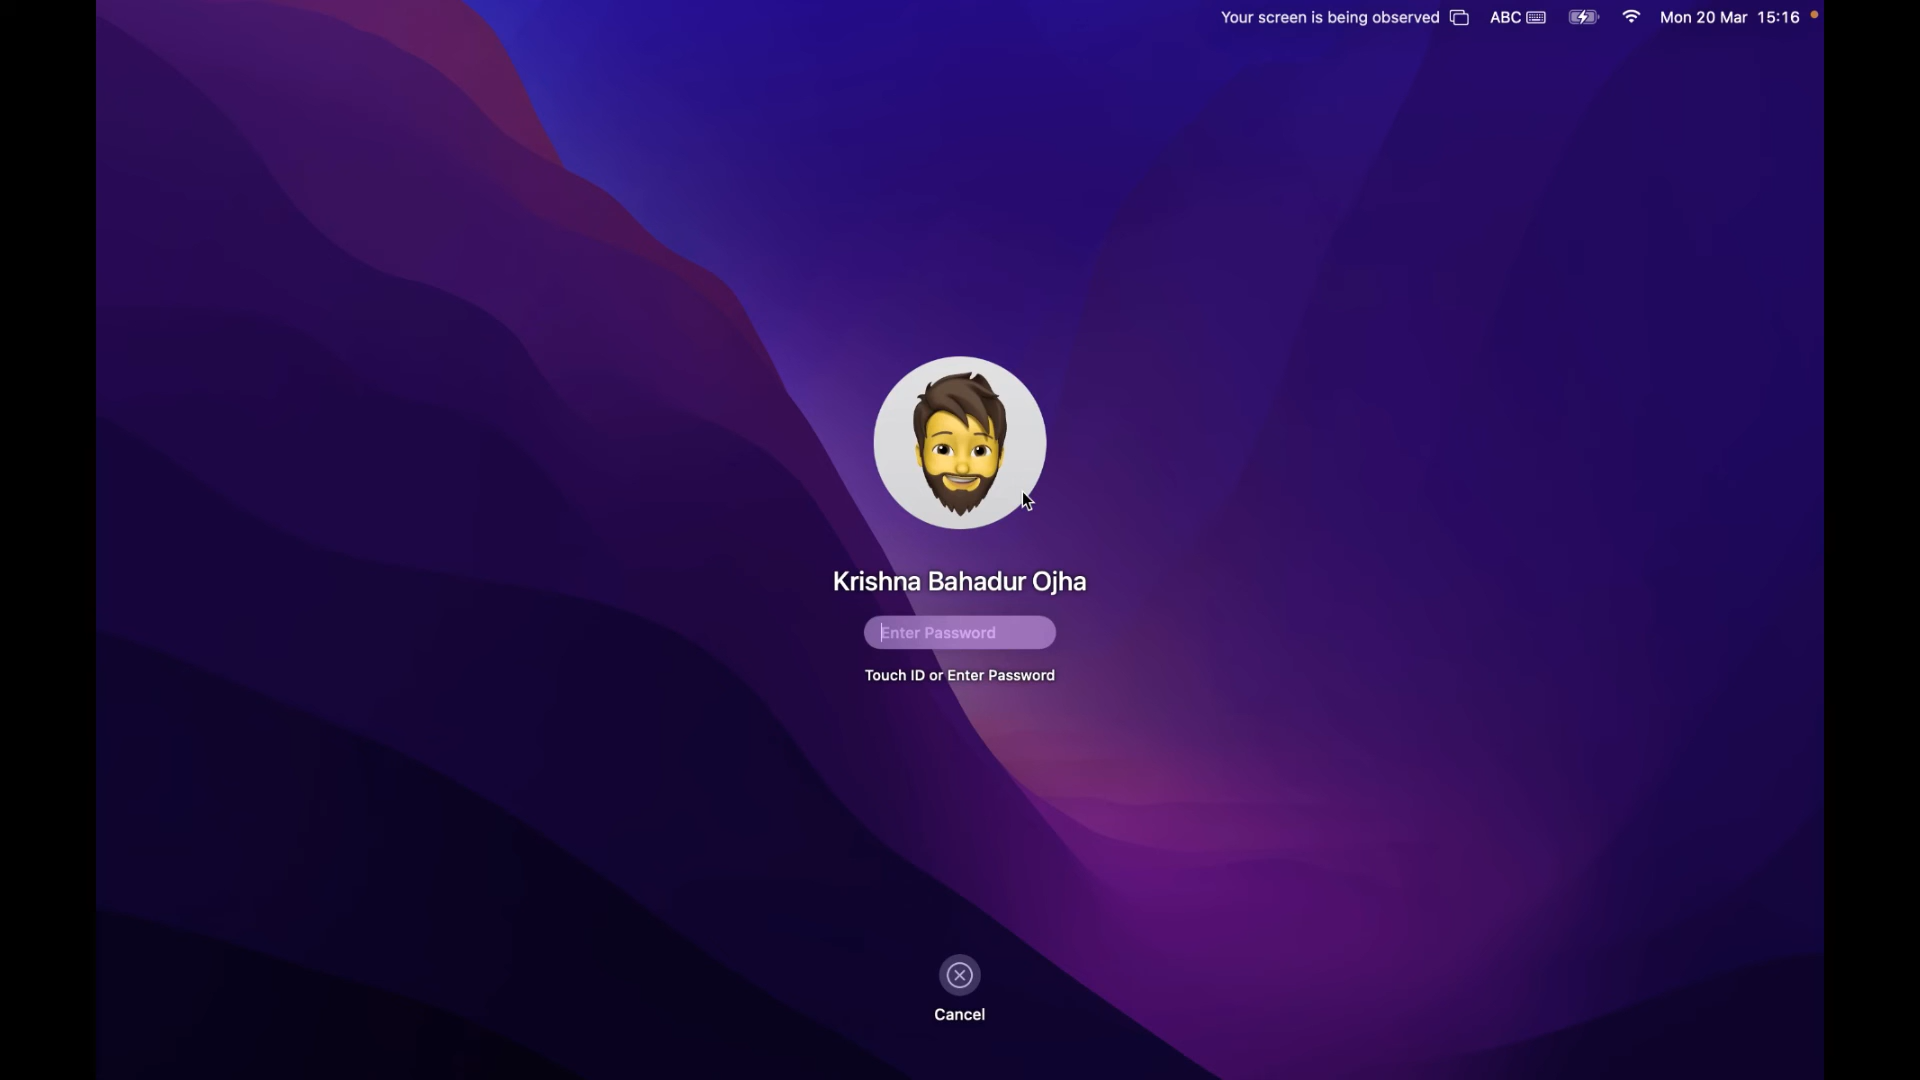 Your screen is being observed ABC Mon 20 Mar 15:16
Krishna Bahadur Ojha
Enter Password
Touch ID or Enter Password
Cancel